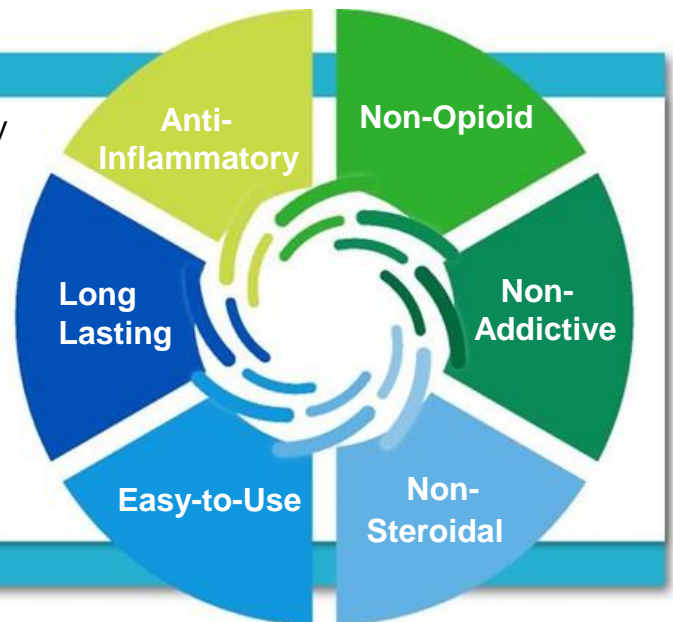 y
Anti-
Inflammatory
Non-Opioid
Long
Lasting
Non-
Addictive
Easy-to-Use
Non-
Steroidal